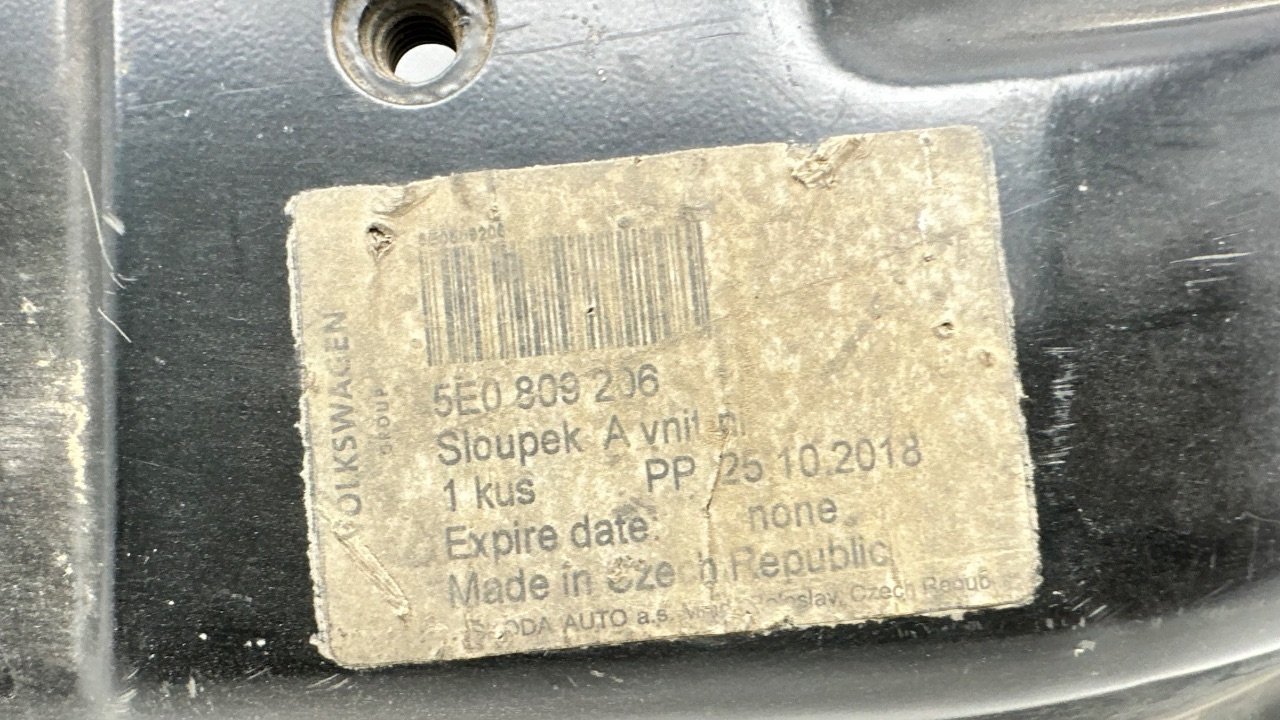 VOLKSWAGEN
GROUP
5E0 809 206
Sloupek A
1 kus PP 25.10.2018
Expire date: none
Made in Czech Republic
AUTO a.s. Czech